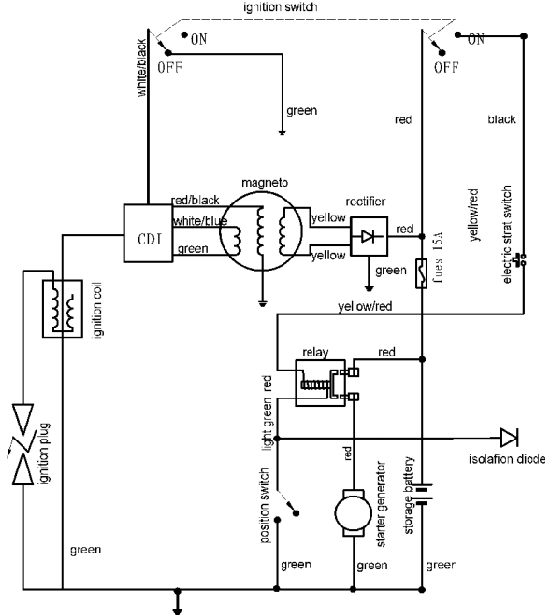 ignition switch
ON
OFF
white/black
green
ON
OFF
red
black
yellow/red
electric strat switch
magneto
red/black
white/blue
green
CDI
yellow
yellow
rectifier
red
green
fues 15A
yellow/red
ignition coil
relay
red
light green red
red
isolation diode
ignition plug
position switch
starter generator
storage battery
green
green
green
green